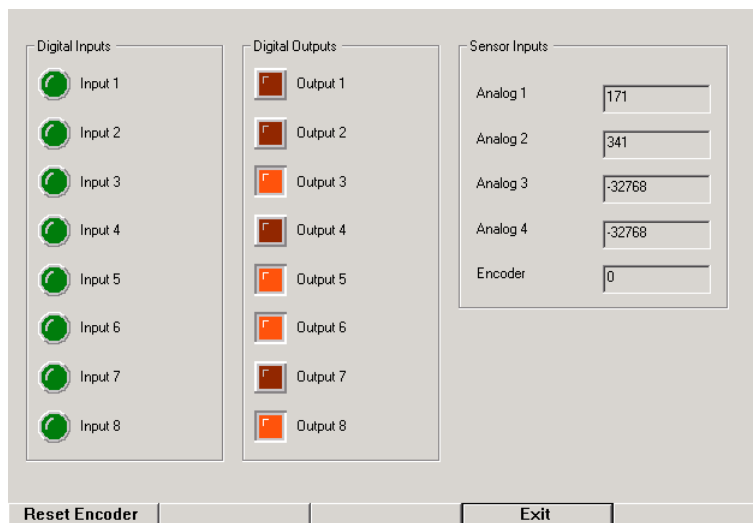 Digital Inputs
Input 1
Input 2
Input 3
Input 4
Input 5
Input 6
Input 7
Input 8
Digital Outputs
Output 1
Output 2
Output 3
Output 4
Output 5
Output 6
Output 7
Output 8
Sensor Inputs
Analog 1 171
Analog 2 341
Analog 3 -32768
Analog 4 -32768
Encoder 0
Reset Encoder Exit